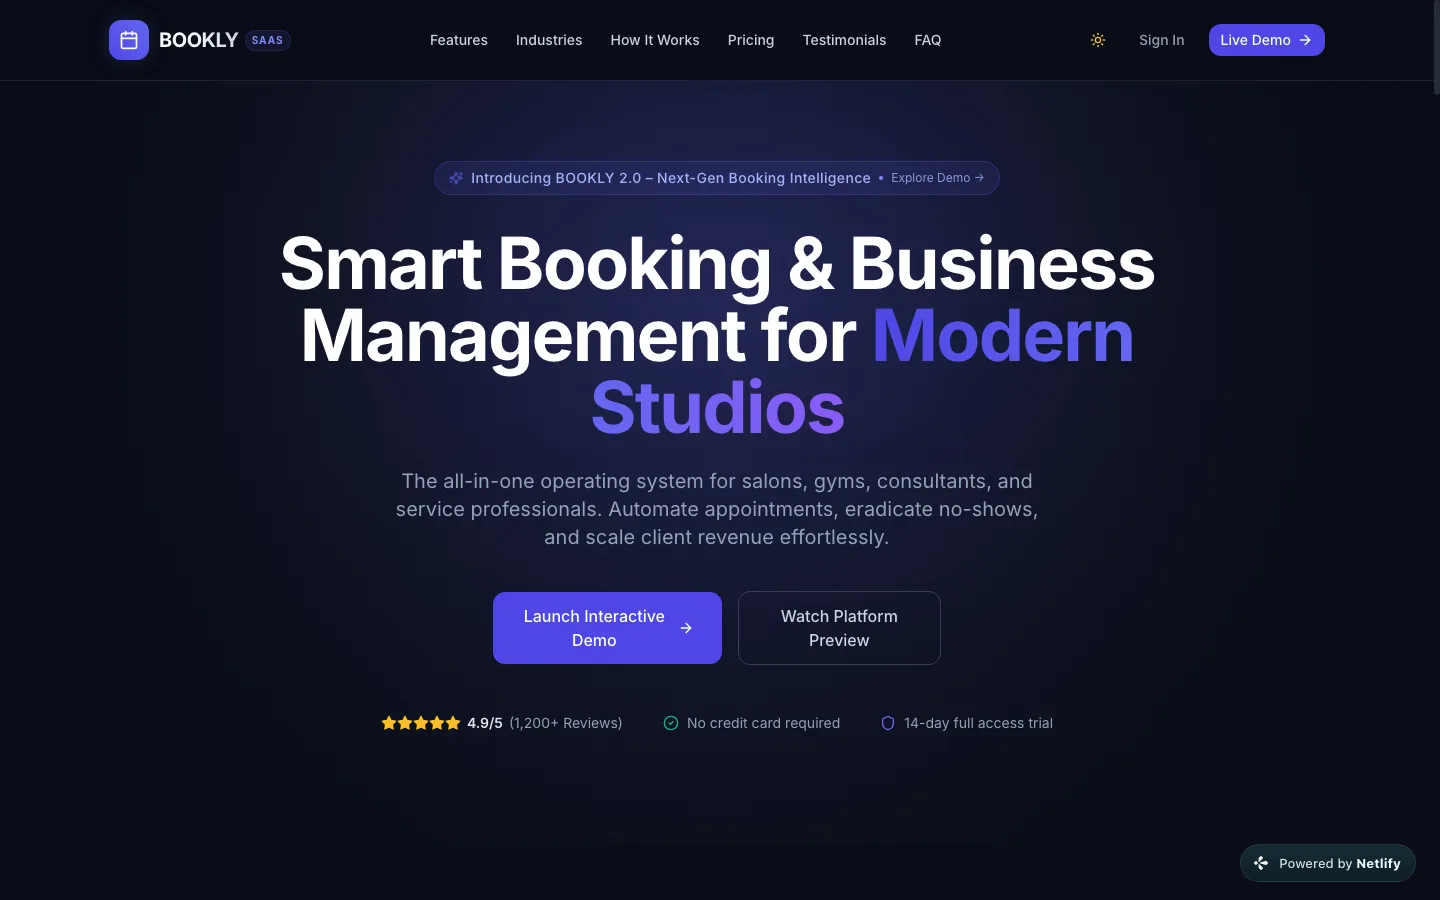 BOOKLY SAAS
Features Industries How It Works Pricing Testimonials FAQ
Sign In
Live Demo →
Introducing BOOKLY 2.0 – Next-Gen Booking Intelligence • Explore Demo →
Smart Booking & Business
Management for Modern
Studios
The all-in-one operating system for salons, gyms, consultants, and
service professionals. Automate appointments, eradicate no-shows,
and scale client revenue effortlessly.
Launch Interactive
Demo →
Watch Platform
Preview
4.9/5 (1,200+ Reviews)
No credit card required
14-day full access trial
Powered by Netlify